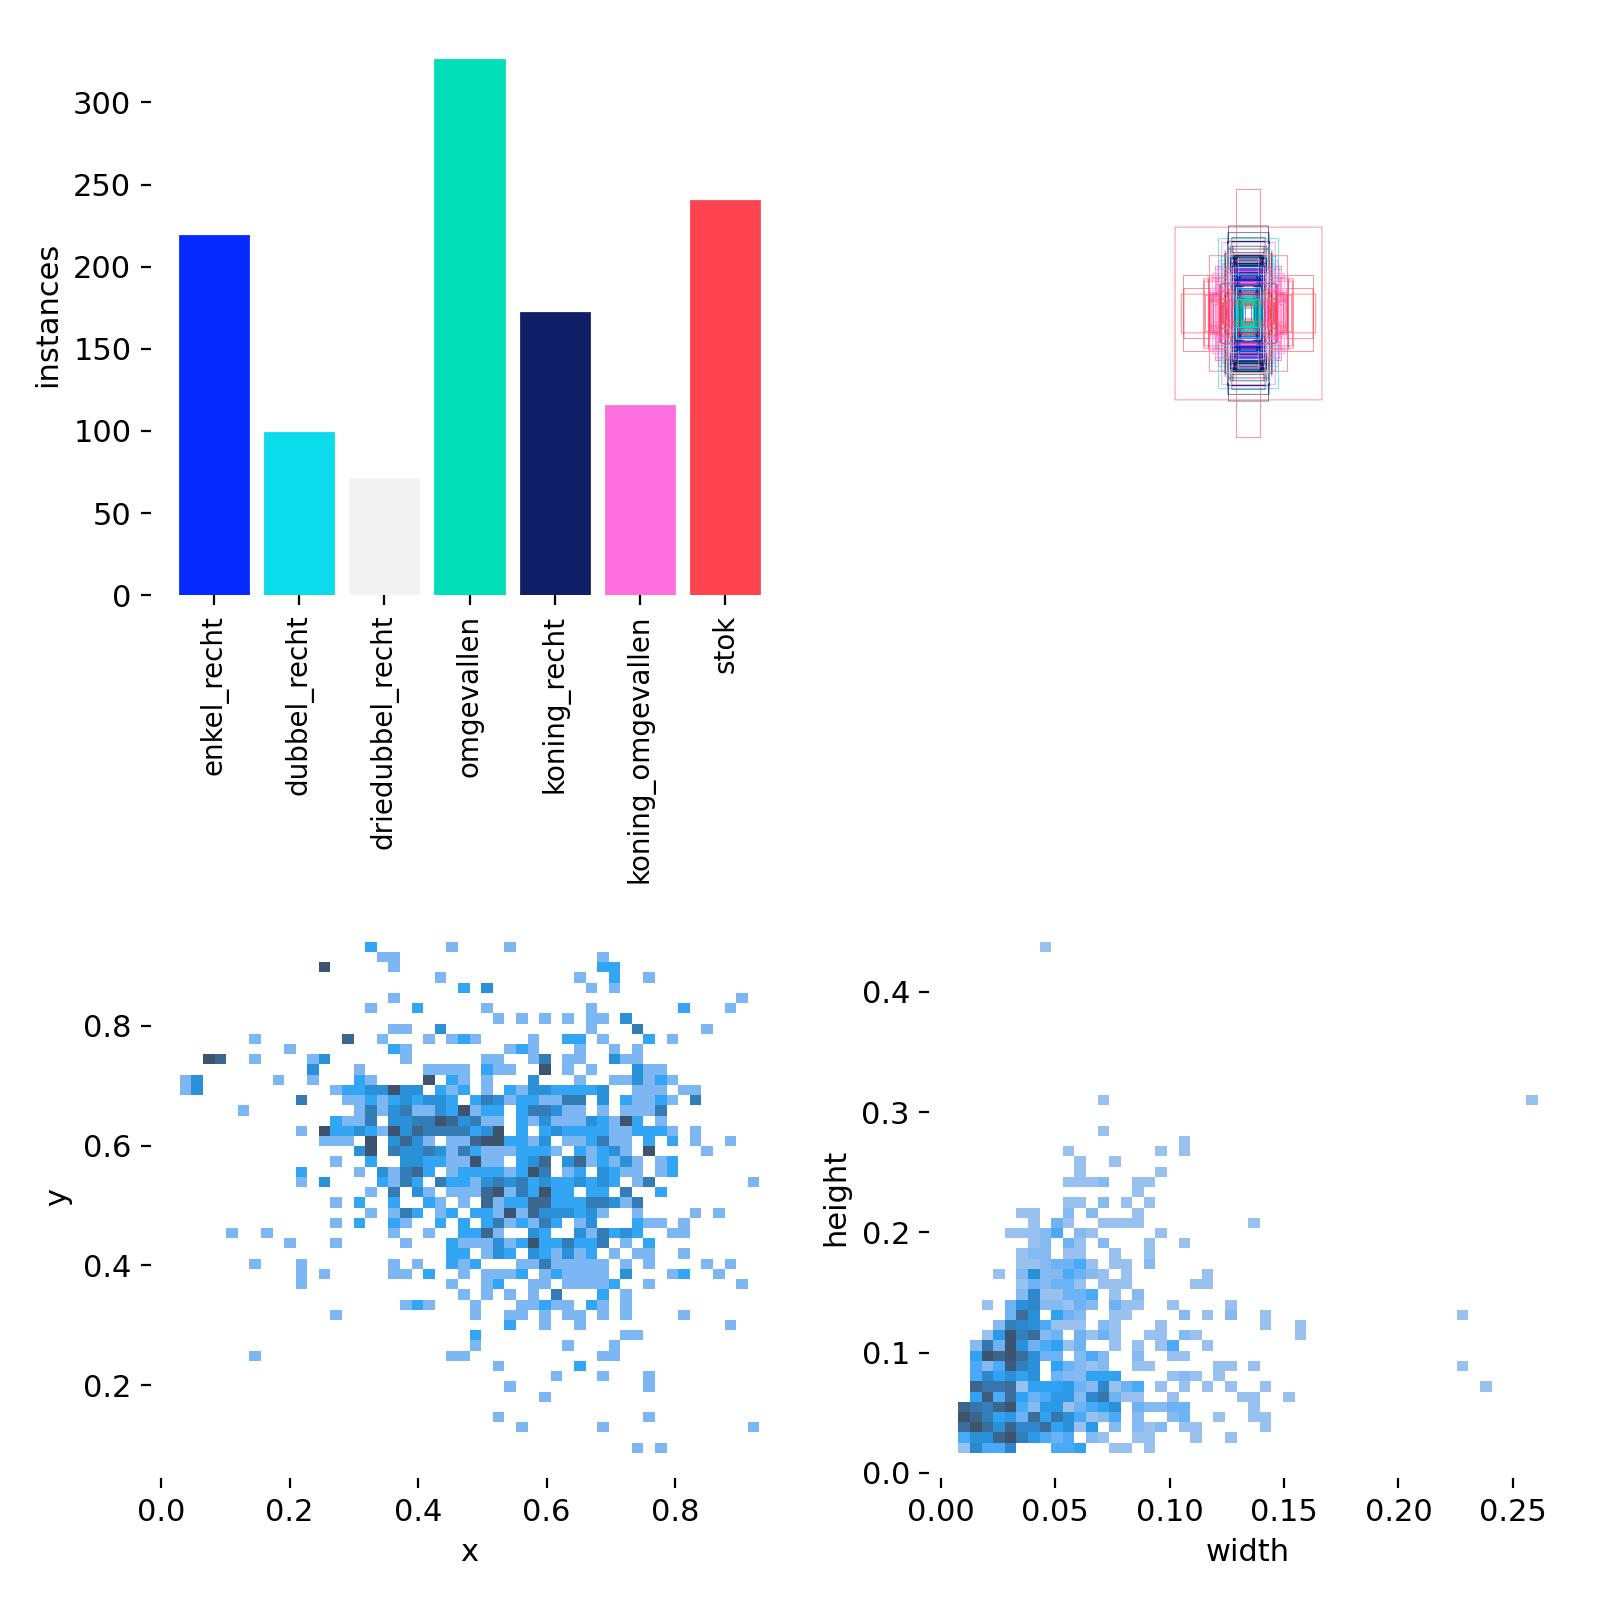 instances
300
250
200
150
100
50
0
enkel_recht
dubbel_recht
driedubbel_recht
omgevallen
koning_recht
koning_omgevallen
stok
y
0.8
0.6
0.4
0.2
0.0 0.2 0.4 0.6 0.8
x
height
0.4
0.3
0.2
0.1
0.0
0.00 0.05 0.10 0.15 0.20 0.25
width